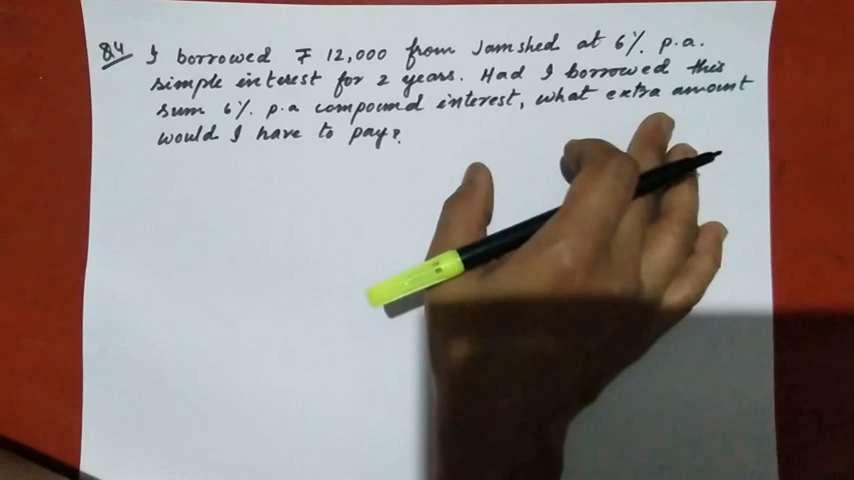 Q4 I borrowed ₹ 12,000 from Jamshed at 6% p.a.
simple interest for 2 years. Had I borrowed this
sum 6% p.a compound interest, what extra amount
would I have to pay?